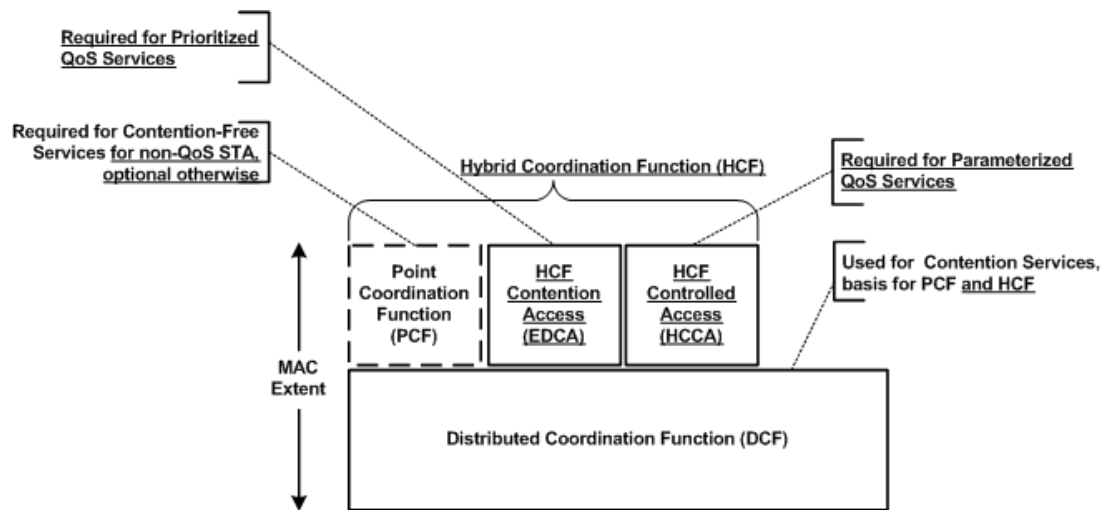 Required for Prioritized
QoS Services
Required for Contention-Free
Services for non-QoS STA,
optional otherwise
Hybrid Coordination Function (HCF)
Required for Parameterized
QoS Services
Used for Contention Services,
basis for PCF and HCF
Point
Coordination
Function
(PCF)
HCF
Contention
Access
(EDCA)
HCF
Controlled
Access
(HCCA)
MAC
Extent
Distributed Coordination Function (DCF)